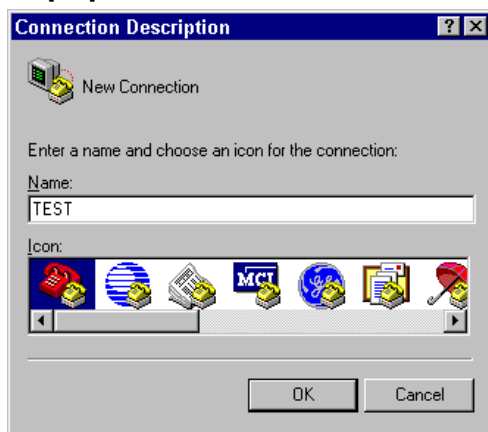 Connection Description
New Connection
Enter a name and choose an icon for the connection:
Name:
TEST
Icon:
MCI
OK
Cancel